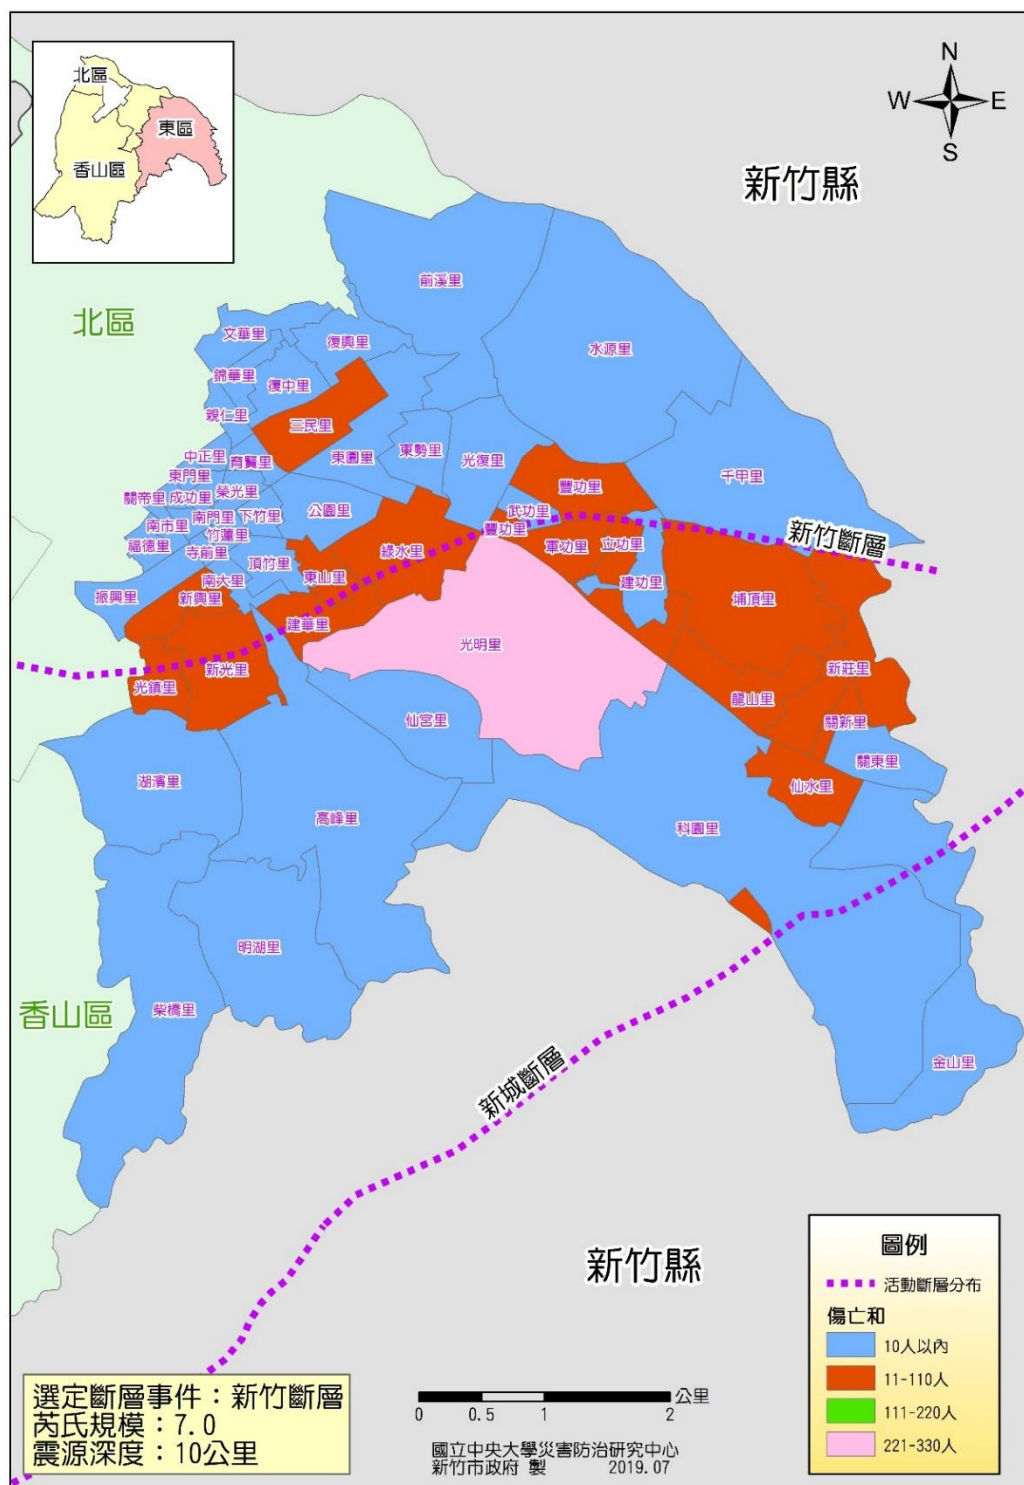 北區
東區
香山區
N
W
E
S
新竹縣
前溪里
北區
文華里
復興里
水源里
錦華里
復中里
親仁里
三民里
中正里
育賢里
東園里
東勢里
光復里
東門里
千甲里
關帝里
成功里
榮光里
豐功里
南市里
南門里
下竹里
公園里
武功里
新竹斷層
福德里
竹蓮里
豐功里
寺前里
頂竹里
東山里
綠水里
軍功里
立功里
南大里
建功里
振興里
新興里
埔頂里
建華里
光明里
新光里
新莊里
光鎮里
龍山里
仙宮里
關新里
湖濱里
關東里
仙水里
高峰里
科園里
明湖里
香山區
柴橋里
金山里
新城斷層
新竹縣
圖例
活動斷層分布
傷亡和
10人以內
11-110人
111-220人
221-330人
選定斷層事件：新竹斷層
芮氏規模：7.0
震源深度：10公里
公里
0 0.5 1 2
國立中央大學災害防治研究中心
新竹市政府 製 2019.07